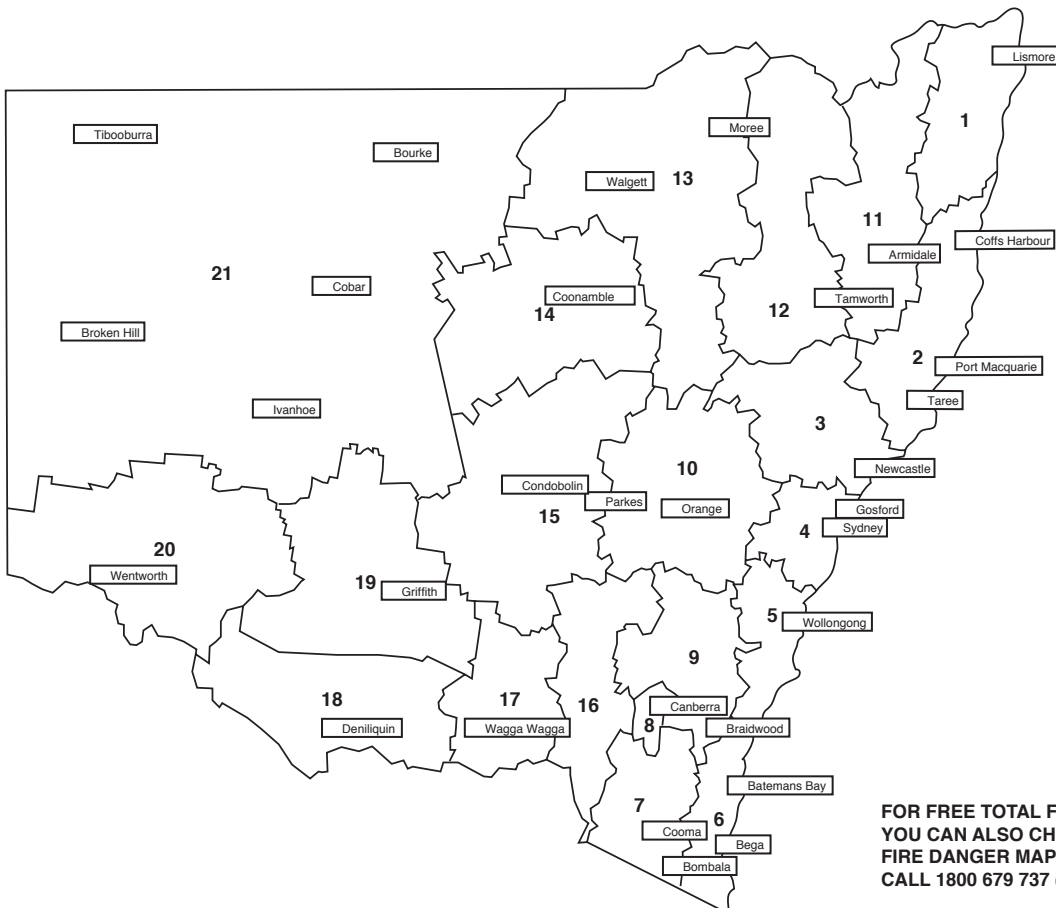 Lismore
1
Tibooburra
Moree
Bourke
Walgett
13
11
Coffs Harbour
Armidale
21
Cobar
Coonamble
Tamworth
14
12
Broken Hill
2
Port Macquarie
Taree
Ivanhoe
3
10
Newcastle
Condobolin
Parkes
Orange
Gosford
15
4
Sydney
20
Wentworth
19
Griffith
5
Wollongong
9
18
17
16
Canberra
8
Deniliquin
Wagga Wagga
Braidwood
Batemans Bay
7
6
Cooma
Bega
Bombala
FOR FREE TOTAL
YOU CAN ALSO
FIRE DANGER MAP
CALL 1800 679 737